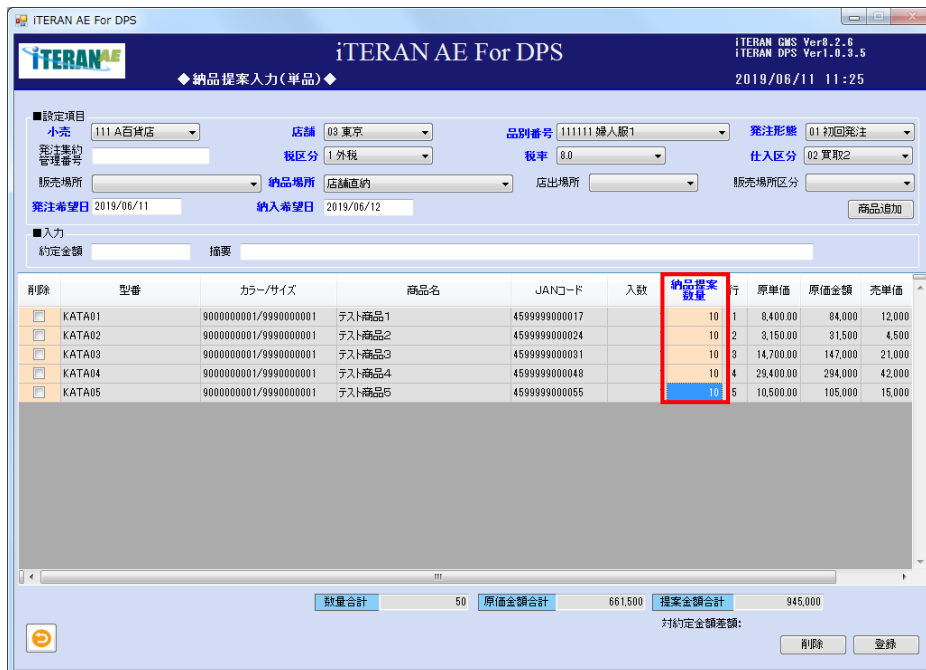 iTERAN AE For DPS
iTERAN AE
iTERAN AE For DPS
iTERAN GMS Ver8.2.6
iTERAN DPS Ver1.0.3.5
◆納品提案入力(単品)◆
2019/06/11 11:25
■設定項目
小売 111 A百貨店 店舗 03 東京 品別番号 111111 婦人服1 発注形態 01 初回発注
発注集約管理番号 税区分 1 外税 税率 8.0 仕入区分 02 買取2
販売場所 納品場所 店舗直納 店出場所 販売場所区分
発注希望日 2019/06/11 納入希望日 2019/06/12 商品追加
■入力
約定金額 摘要
削除 型番 カラー/サイズ 商品名 JANコード 入数 納品提案数量 行 原単価 原価金額 売単価
KATA01 9000000001/9990000001 テスト商品1 4599999000017 10 1 8,400.00 84,000 12,000
KATA02 9000000001/9990000001 テスト商品2 4599999000024 10 2 3,150.00 31,500 4,500
KATA03 9000000001/9990000001 テスト商品3 4599999000031 10 3 14,700.00 147,000 21,000
KATA04 9000000001/9990000001 テスト商品4 4599999000048 10 4 29,400.00 294,000 42,000
KATA05 9000000001/9990000001 テスト商品5 4599999000055 10 5 10,500.00 105,000 15,000
数量合計 50 原価金額合計 661,500 提案金額合計 945,000
対約定金額差額:
削除 登録